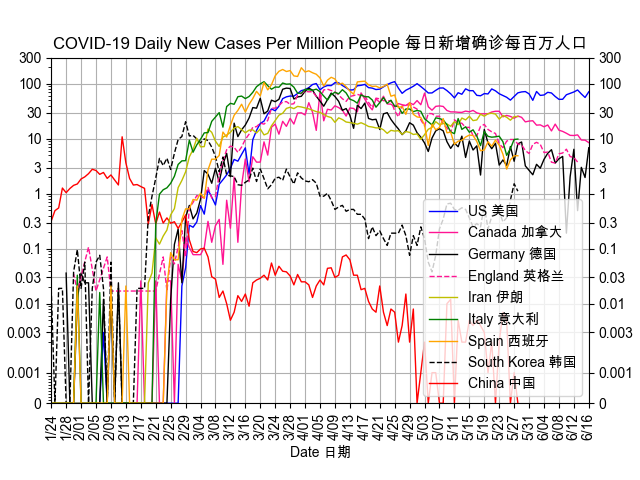 COVID-19 Daily New Cases Per Million People 每日新增确诊每百万人口
300 300
100 100
30 30
10 10
3 3
1 1
0.3 0.3
0.1 0.1
0.03 0.03
0.01 0.01
0.003 0.003
0.001 0.001
0 0
US 美国
Canada 加拿大
Germany 德国
England 英格兰
Iran 伊朗
Italy 意大利
Spain 西班牙
South Korea 韩国
China 中国
1/24 1/28 2/01 2/05 2/09 2/13 2/17 2/21 2/25 2/29 3/04 3/08 3/12 3/16 3/20 3/24 3/28 4/01 4/05 4/09 4/13 4/17 4/21 4/25 4/29 5/03 5/07 5/11 5/15 5/19 5/23 5/27 5/31 6/04 6/08 6/12 6/16
Date 日期